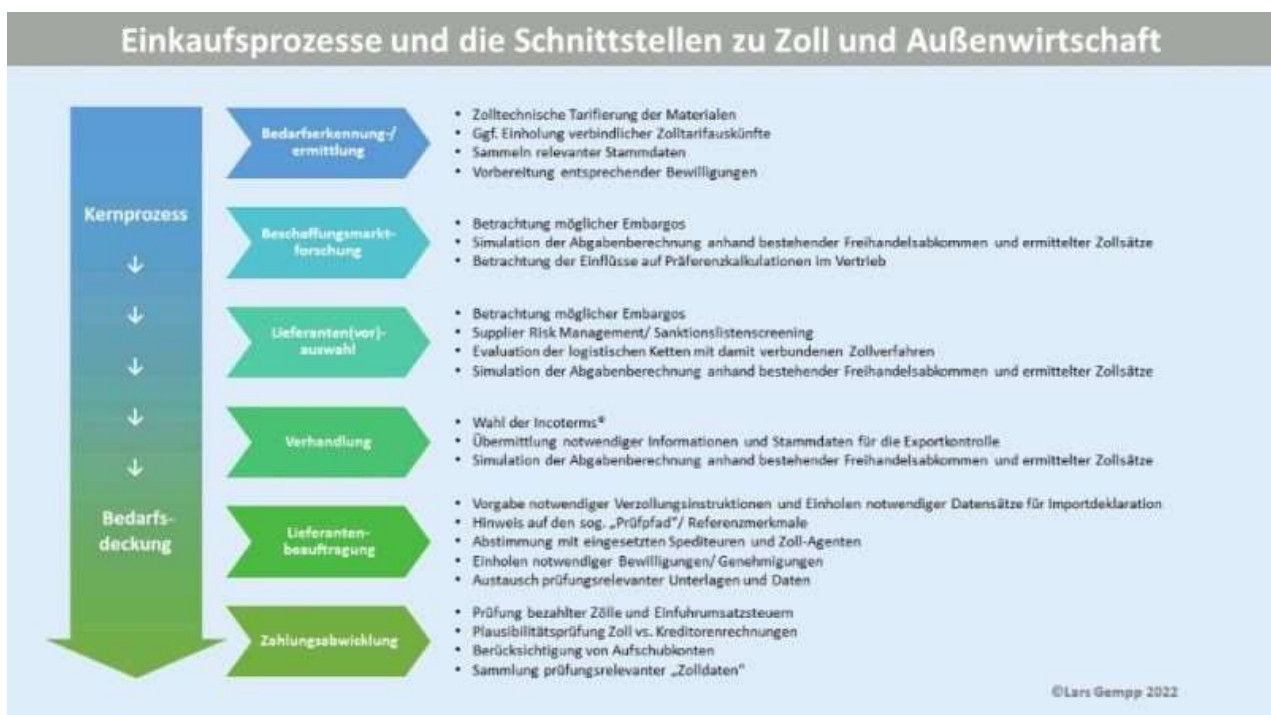 Einkaufsprozesse und die Schnittstellen zu Zoll und Außenwirtschaft
Kernprozess
↓
↓
↓
↓
↓
Bedarfs-
deckung
Bedarfserkennung-/
ermittlung
• Zolltechnische Tarifierung der Materialen
• Ggf. Einholung verbindlicher Zolltarifauskünfte
• Sammeln relevanter Stammdaten
• Vorbereitung entsprechender Bewilligungen
Beschaffungsmarkt-
forschung
• Betrachtung möglicher Embargos
• Simulation der Abgabenberechnung anhand bestehender Freihandelsabkommen und ermittelter Zollsätze
• Betrachtung der Einflüsse auf Präferenzkalkulationen im Vertrieb
Lieferanten(vor)-
auswahl
• Betrachtung möglicher Embargos
• Supplier Risk Management/ Sanktionslistenscreening
• Evaluation der logistischen Ketten mit damit verbundenen Zollverfahren
• Simulation der Abgabenberechnung anhand bestehender Freihandelsabkommen und ermittelter Zollsätze
Verhandlung
• Wahl der Incoterms®
• Übermittlung notwendiger Informationen und Stammdaten für die Exportkontrolle
• Simulation der Abgabenberechnung anhand bestehender Freihandelsabkommen und ermittelter Zollsätze
Lieferanten-
beauftragung
• Vorgabe notwendiger Verzollungsinstruktionen und Einholen notwendiger Datensätze für Importdeklaration
• Hinweis auf den sog. „Prüfpfad"/ Referenzmerkmale
• Abstimmung mit eingesetzten Spediteuren und Zoll-Agenten
• Einholen notwendiger Bewilligungen/ Genehmigungen
• Austausch prüfungsrelevanter Unterlagen und Daten
Zahlungsabwicklung
• Prüfung bezahlter Zölle und Einfuhrumsatzsteuern
• Plausibilitätsprüfung Zoll vs. Kreditorenrechnungen
• Berücksichtigung von Aufschubkonten
• Sammlung prüfungsrelevanter „Zolldaten"
©Lars Gempp 2022